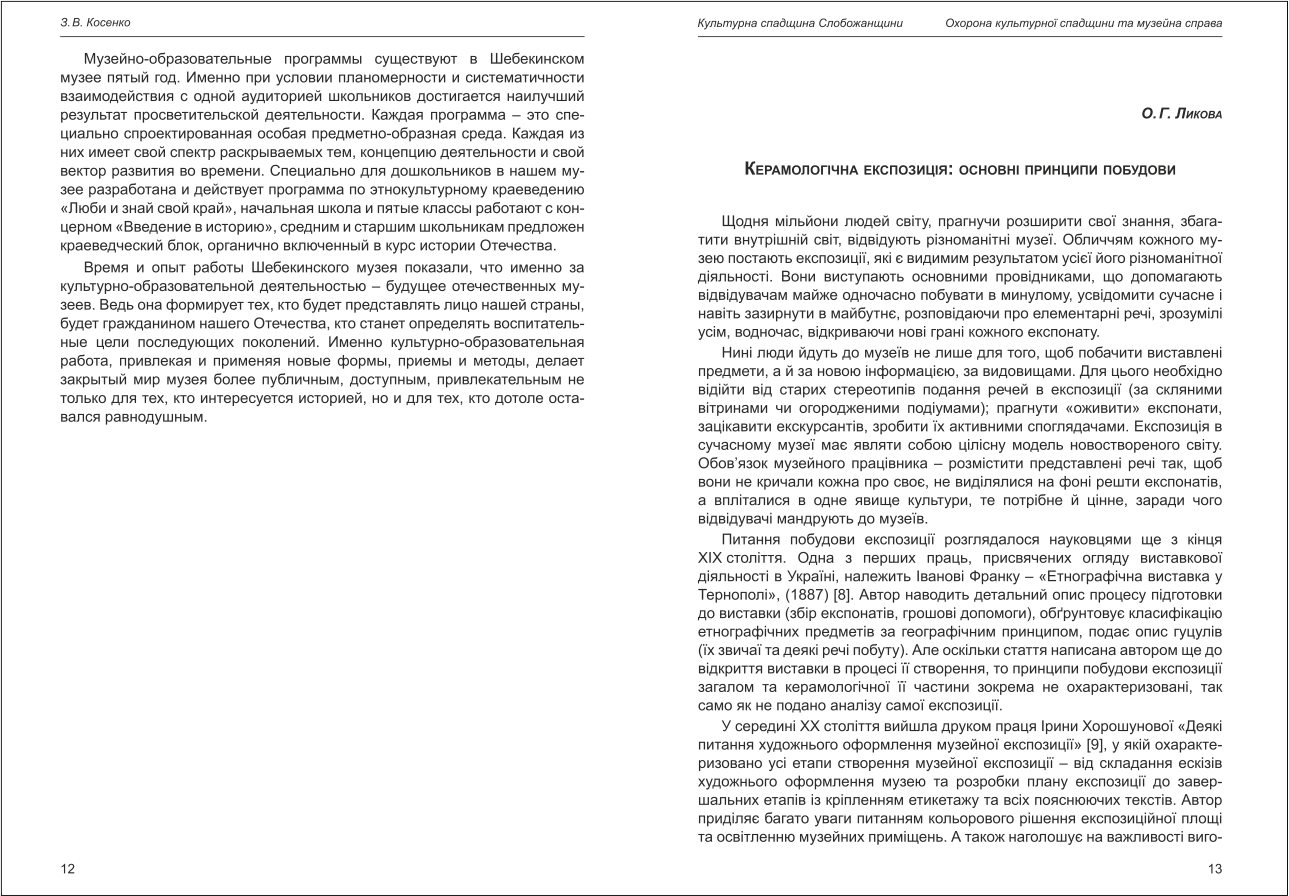 З. В. Косенко
Музейно-образовательные программы существуют в Шебекинском
музее пятый год. Именно при условии планомерности и систематичности
взаимодействия с одной аудиторией школьников достигается наилучший
результат просветительской деятельности. Каждая программа – это спе-
циально спроектированная особая предметно-образная среда. Каждая из
них имеет свой спектр раскрываемых тем, концепцию деятельности и свой
вектор развития во времени. Специально для дошкольников в нашем му-
зее разработана и действует программа по этнокультурному краеведению
«Люби и знай свой край», начальная школа и пятые классы работают с кон-
церном «Введение в историю», средним и старшим школьникам предложен
краеведческий блок, органично включенный в курс истории Отечества.
Время и опыт работы Шебекинского музея показали, что именно за
культурно-образовательной деятельностью – будущее отечественных му-
зеев. Ведь она формирует тех, кто будет представлять лицо нашей страны,
будет гражданином нашего Отечества, кто станет определять воспитатель-
ные цели последующих поколений. Именно культурно-образовательная
работа, привлекая и применяя новые формы, приемы и методы, делает
закрытый мир музея более публичным, доступным, привлекательным не
только для тех, кто интересуется историей, но и для тех, кто дотоле оста-
вался равнодушным.
12
Культурна спадщина Слобожанщини Охорона культурної спадщини та музейна справа
О. Г. Ликова
Керамологічна експозиція: основні принципи побудови
Щодня мільйони людей світу, прагнучи розширити свої знання, збага-
тити внутрішній світ, відвідують різноманітні музеї. Обличчям кожного му-
зею постають експозиції, які є видимим результатом усієї його різноманітної
діяльності. Вони виступають основними провідниками, що допомагають
відвідувачам майже одночасно побувати в минулому, усвідомити сучасне і
навіть зазирнути в майбутнє, розповідаючи про елементарні речі, зрозумілі
усім, водночас, відкриваючи нові грані кожного експонату.
Нині люди йдуть до музеїв не лише для того, щоб побачити виставлені
предмети, а й за новою інформацією, за видовищами. Для цього необхідно
відійти від старих стереотипів подання речей в експозиції (за скляними
вітринами чи огородженими подіумами); прагнути «оживити» експонати,
зацікавити екскурсантів, зробити їх активними споглядачами. Експозиція в
сучасному музеї має являти собою цілісну модель новоствореного світу.
Обов’язок музейного працівника – розмістити представлені речі так, щоб
вони не кричали кожна про своє, не виділялися на фоні решти експонатів,
а впліталися в одне явище культури, те потрібне й цінне, заради чого
відвідувачі мандрують до музеїв.
Питання побудови експозиції розглядалося науковцями ще з кінця
XIX століття. Одна з перших праць, присвячених огляду виставкової
діяльності в Україні, належить Іванові Франку – «Етнографічна виставка у
Тернополі», (1887) [8]. Автор наводить детальний опис процесу підготовки
до виставки (збір експонатів, грошові допомоги), обґрунтовує класифікацію
етнографічних предметів за географічним принципом, подає опис гуцулів
(їх звичаї та деякі речі побуту). Але оскільки стаття написана автором ще до
відкриття виставки в процесі її створення, то принципи побудови експозиції
загалом та керамологічної її частини зокрема не охарактеризовані, так
само як не подано аналізу самої експозиції.
У середині XX століття вийшла друком праця Ірини Хорошунової «Деякі
питання художнього оформлення музейної експозиції» [9], у якій охаракте-
ризовано усі етапи створення музейної експозиції – від складання ескізів
художнього оформлення музею та розробки плану експозиції до завер-
шальних етапів із кріпленням етикетажу та всіх пояснюючих текстів. Автор
приділяє багато уваги питанням кольорового рішення експозиційної площі
та освітленню музейних приміщень. А також наголошує на важливості виго-
13